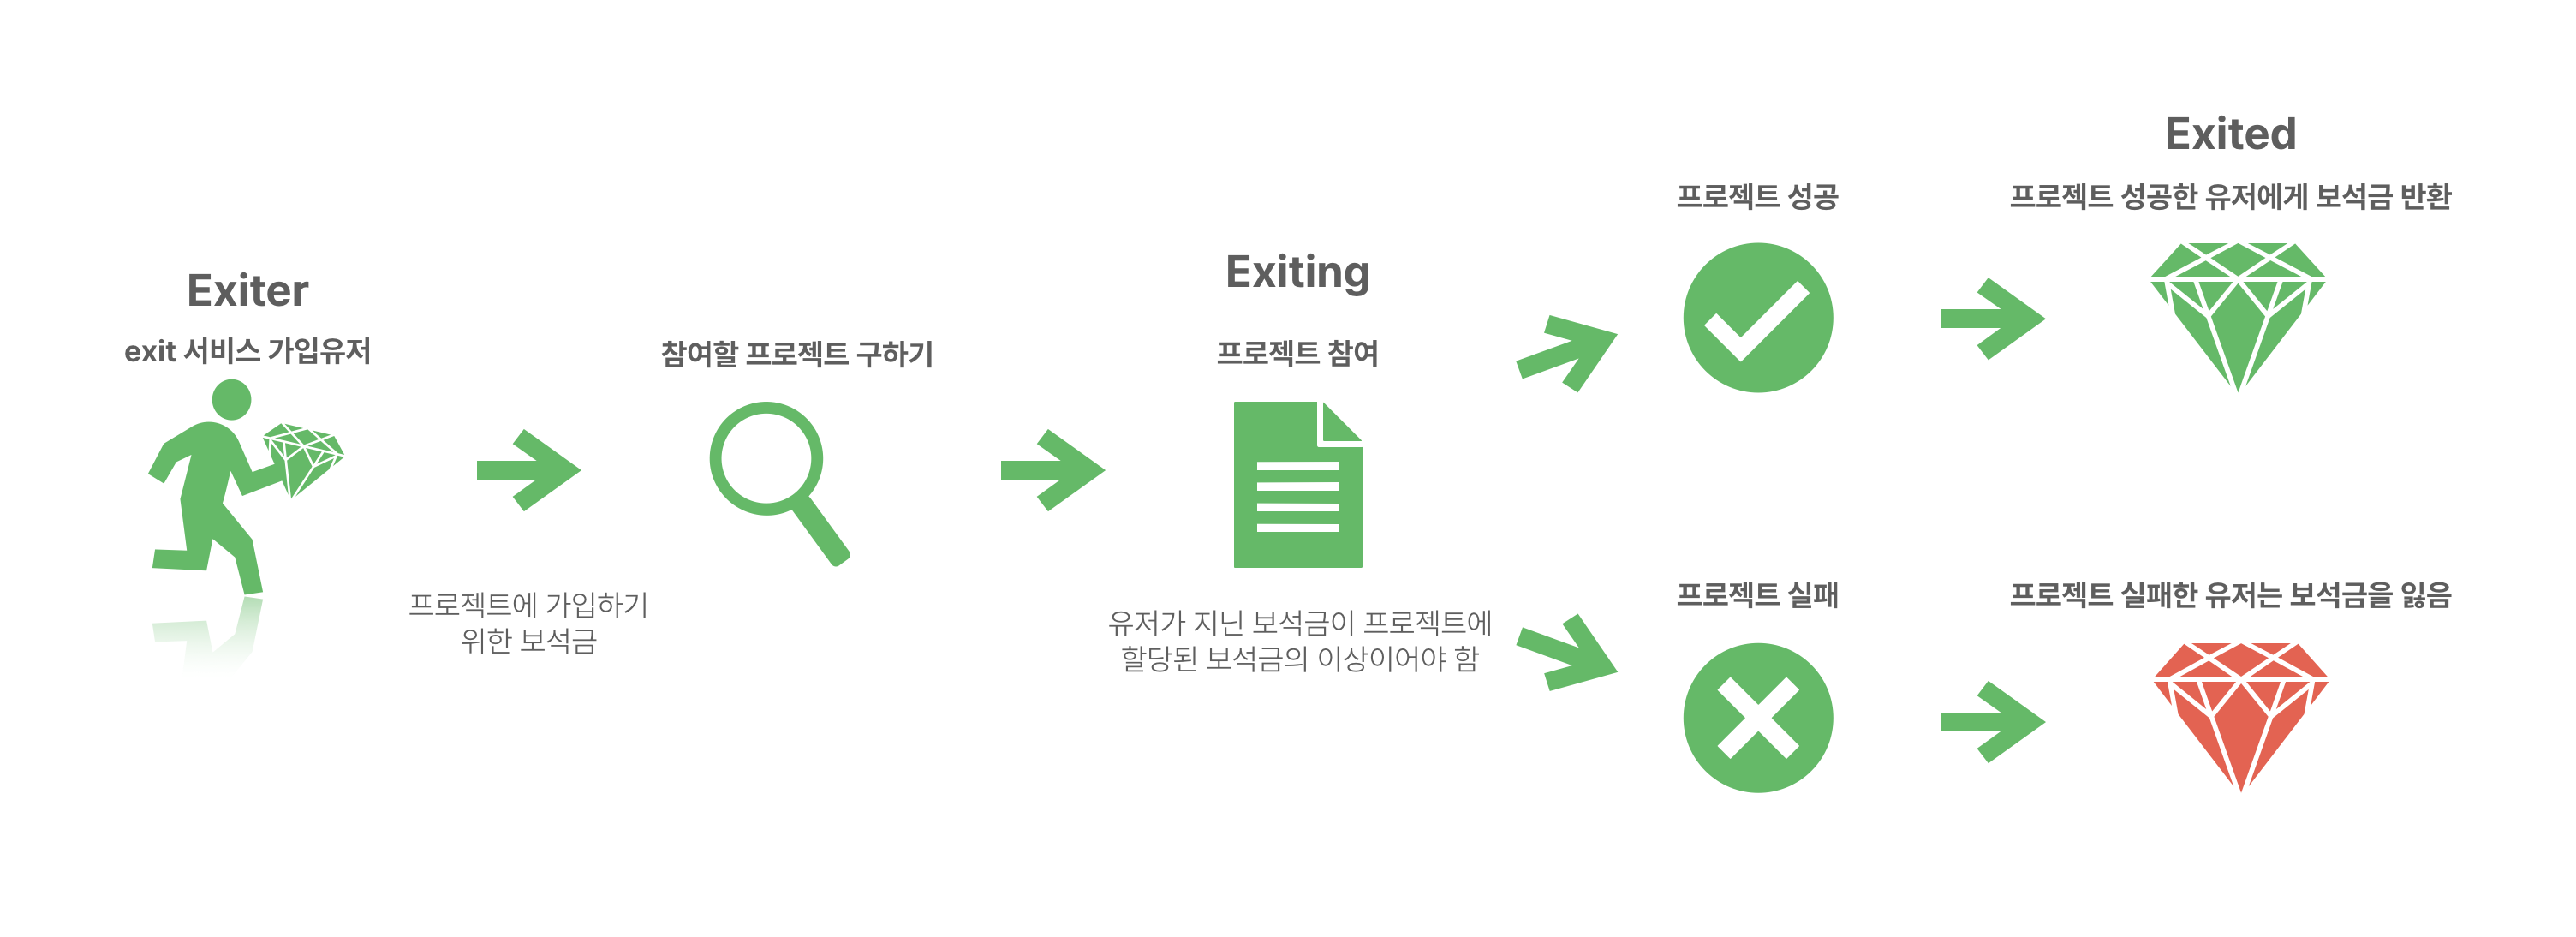 Exiter
exit 서비스 가입유저
프로젝트에 가입하기
위한 보석금
참여할 프로젝트 구하기
Exiting
프로젝트 참여
유저가 지닌 보석금이 프로젝트에
할당된 보석금의 이상이어야 함
프로젝트 성공
Exited
프로젝트 성공한 유저에게 보석금 반환
프로젝트 실패
프로젝트 실패한 유저는 보석금을 잃음